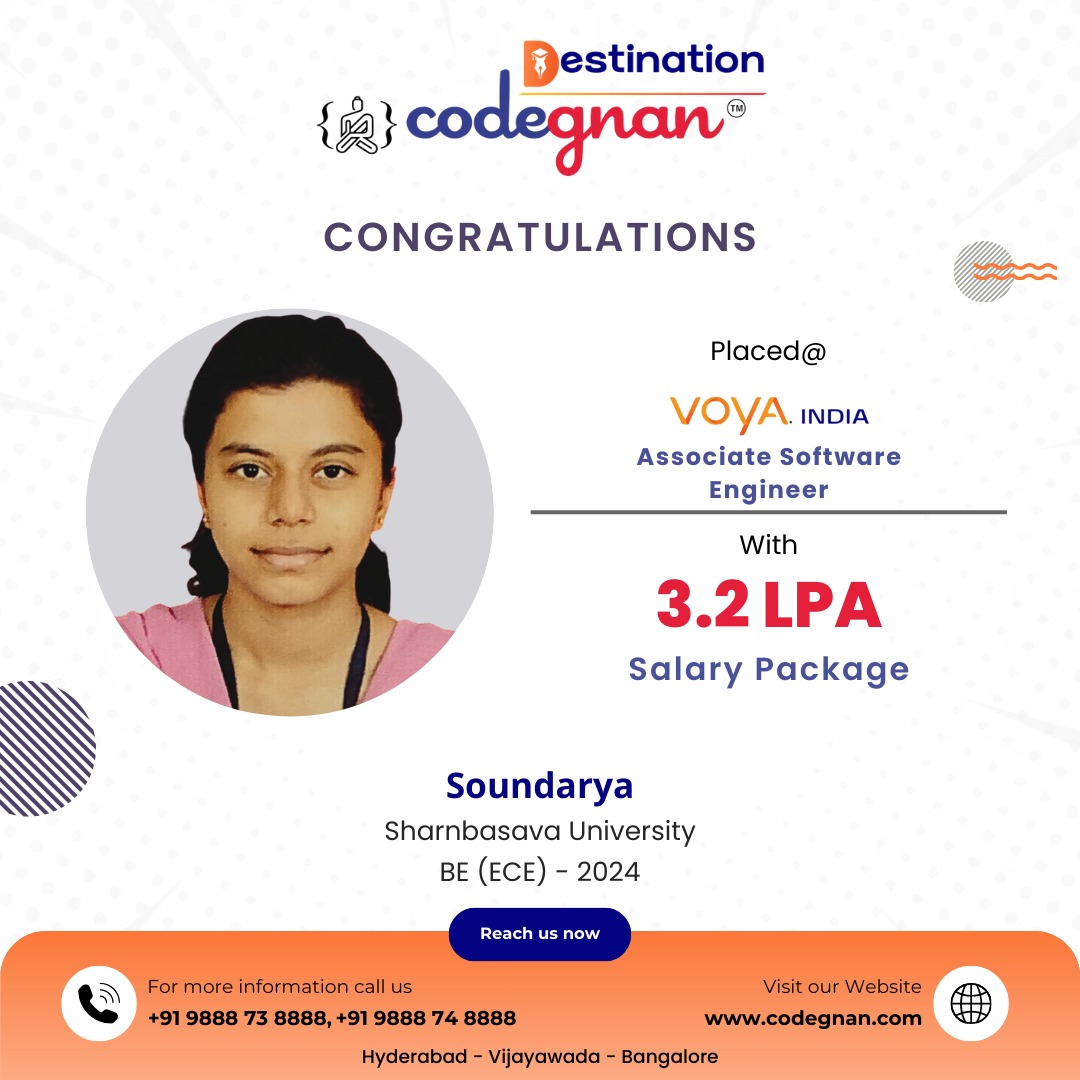 Destination
codegnan™
CONGRATULATIONS
Placed@
VOYA. INDIA
Associate Software
Engineer
With
3.2 LPA
Salary Package
Soundarya
Sharnbasava University
BE (ECE) - 2024
Reach us now
For more information call us
+91 9888 73 8888, +91 9888 74 8888
Visit our Website
www.codegnan.com
Hyderabad - Vijayawada - Bangalore